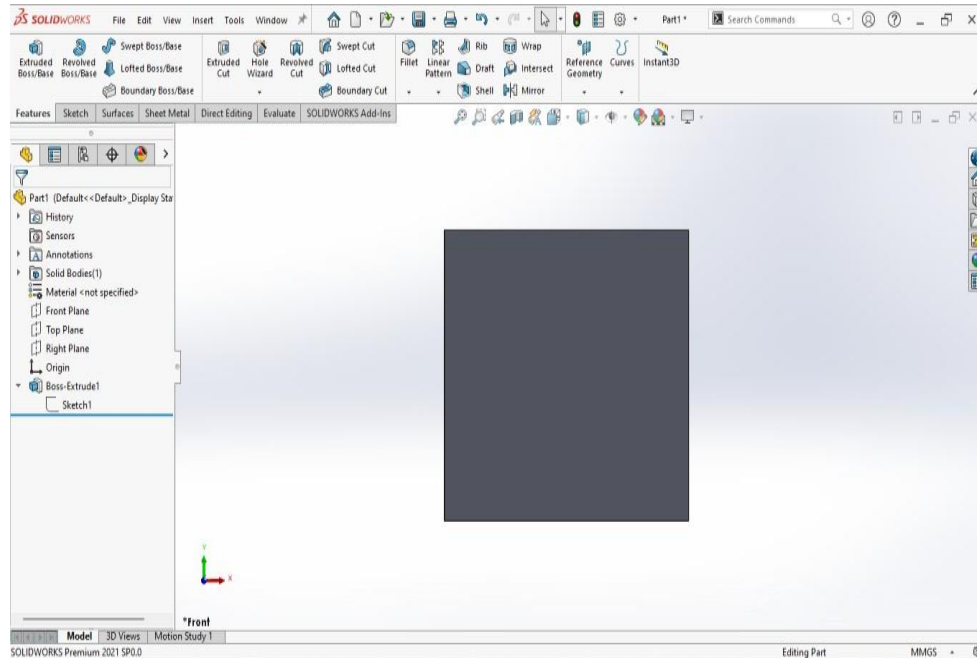 SOLIDWORKS File Edit View Insert Tools Window Part1 * Search Commands
Extruded Boss/Base
Revolved Boss/Base
Swept Boss/Base
Lofted Boss/Base
Boundary Boss/Base
Extruded Cut
Hole Wizard
Revolved Cut
Swept Cut
Lofted Cut
Boundary Cut
Fillet
Linear Pattern
Rib
Draft
Shell
Wrap
Intersect
Mirror
Reference Geometry
Curves
Instant3D
Features Sketch Surfaces Sheet Metal Direct Editing Evaluate SOLIDWORKS Add-Ins
Part1 (Default<<Default>_Display Sta
History
Sensors
Annotations
Solid Bodies(1)
Material <not specified>
Front Plane
Top Plane
Right Plane
Origin
Boss-Extrude1
Sketch1
Y
X
*Front
Model 3D Views Motion Study 1
SOLIDWORKS Premium 2021 SP0.0 Editing Part MMGS